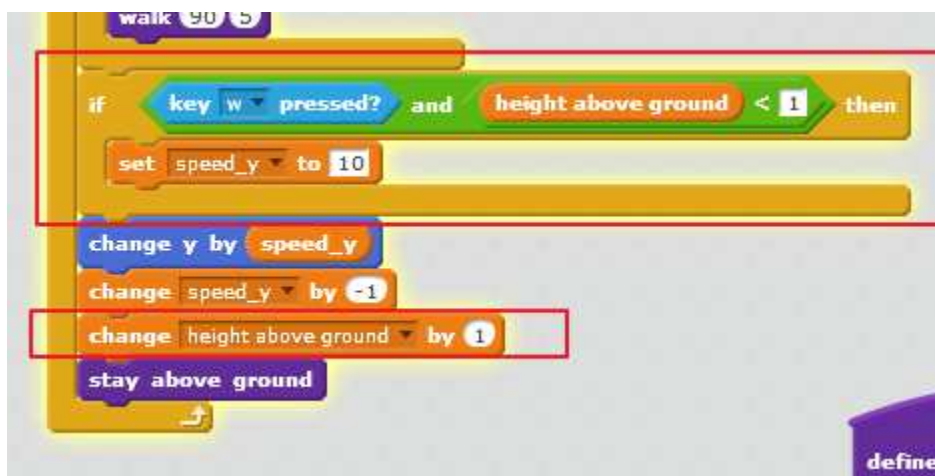 walk 90 5
if key w pressed? and height above ground < 1 then
set speed_y to 10
change y by speed_y
change speed_y by -1
change height above ground by 1
stay above ground
define